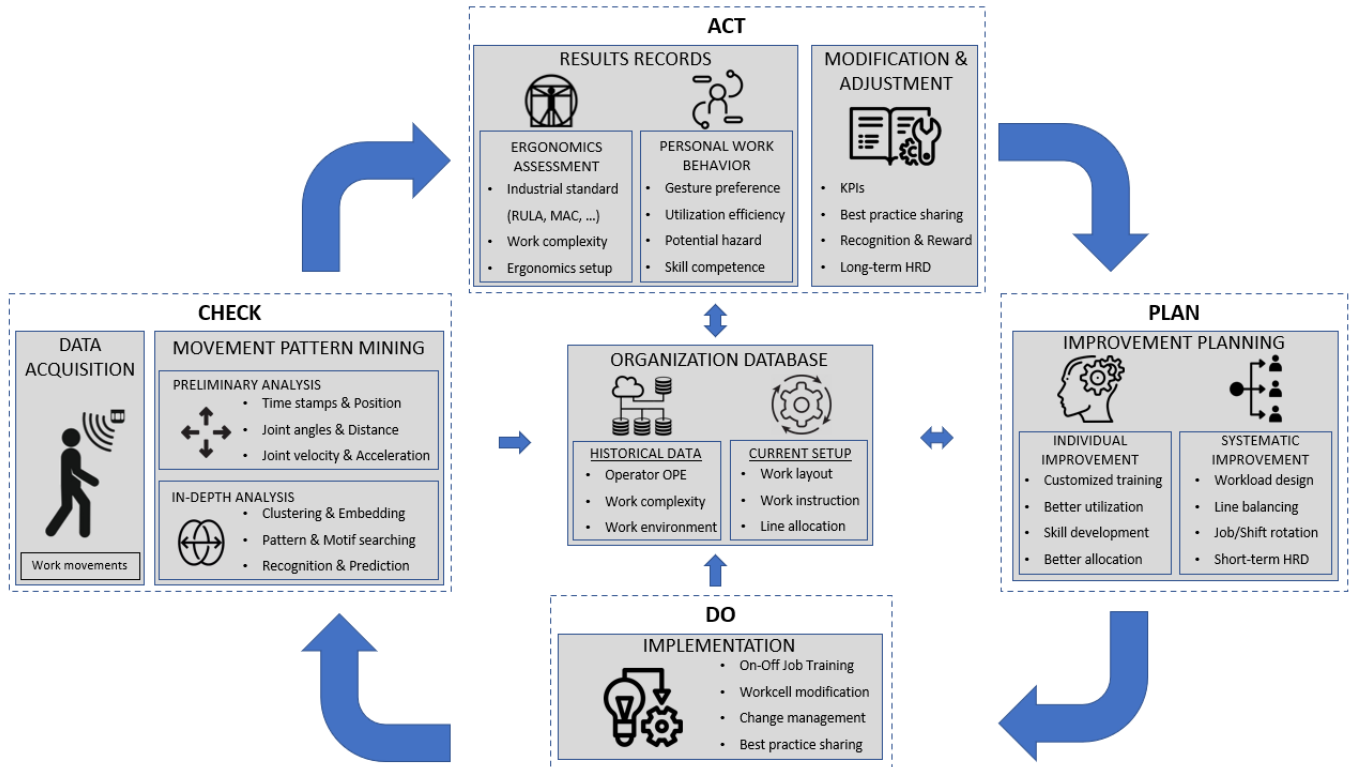 ACT
RESULTS RECORDS
ERGONOMICS
ASSESSMENT
• Industrial standard
(RULA, MAC, ...)
• Work complexity
• Ergonomics setup
PERSONAL WORK
BEHAVIOR
• Gesture preference
• Utilization efficiency
• Potential hazard
• Skill competence
MODIFICATION &
ADJUSTMENT
• KPIs
• Best practice sharing
• Recognition & Reward
• Long-term HRD
CHECK
DATA
ACQUISITION
Work movements
MOVEMENT PATTERN MINING
PRELIMINARY ANALYSIS
• Time stamps & Position
• Joint angles & Distance
• Joint velocity & Acceleration
IN-DEPTH ANALYSIS
• Clustering & Embedding
• Pattern & Motif searching
• Recognition & Prediction
ORGANIZATION DATABASE
HISTORICAL DATA
• Operator OPE
• Work complexity
• Work environment
CURRENT SETUP
• Work layout
• Work instruction
• Line allocation
PLAN
IMPROVEMENT PLANNING
INDIVIDUAL
IMPROVEMENT
• Customized training
• Better utilization
• Skill development
• Better allocation
SYSTEMATIC
IMPROVEMENT
• Workload design
• Line balancing
• Job/Shift rotation
• Short-term HRD
DO
IMPLEMENTATION
• On-Off Job Training
• Workcell modification
• Change management
• Best practice sharing